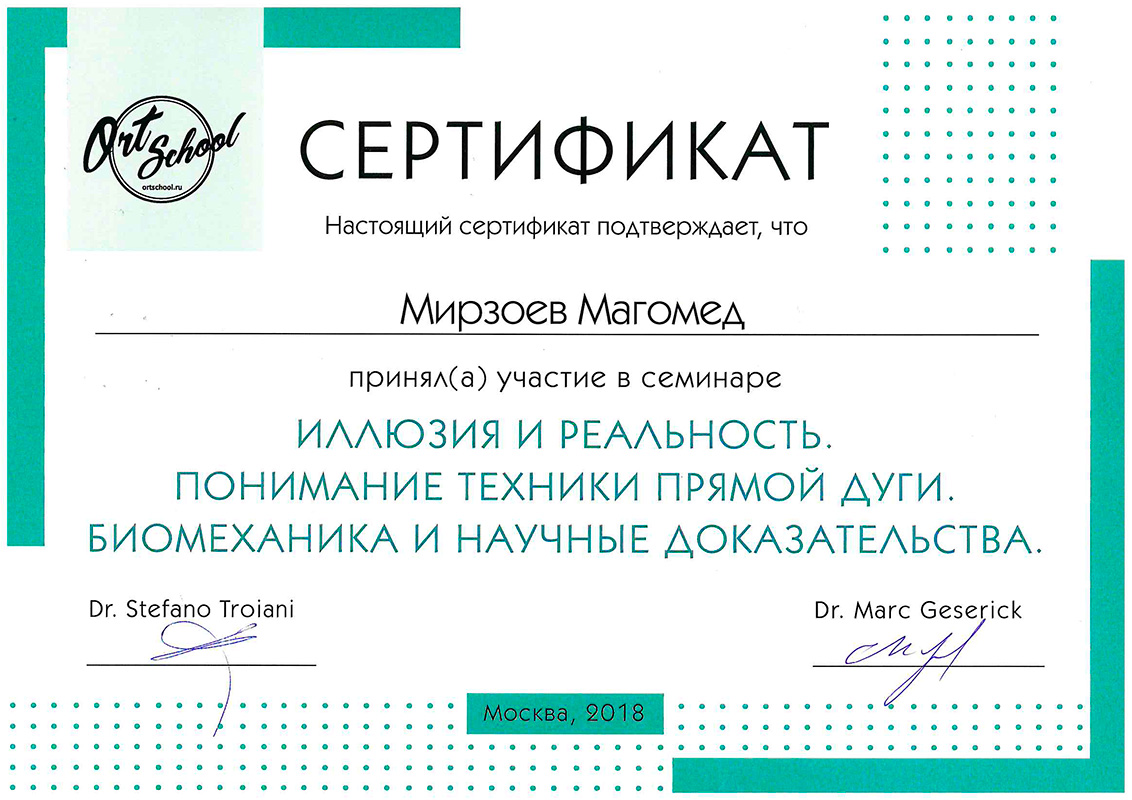 Ort School
ortschool.ru
СЕРТИФИКАТ
Настоящий сертификат подтверждает, что
Мирзоев Магомед
принял(а) участие в семинаре
ИЛЛЮЗИЯ И РЕАЛЬНОСТЬ.
ПОНИМАНИЕ ТЕХНИКИ ПРЯМОЙ ДУГИ.
БИОМЕХАНИКА И НАУЧНЫЕ ДОКАЗАТЕЛЬСТВА.
Dr. Stefano Troiani
Dr. Marc Geserick
Москва, 2018